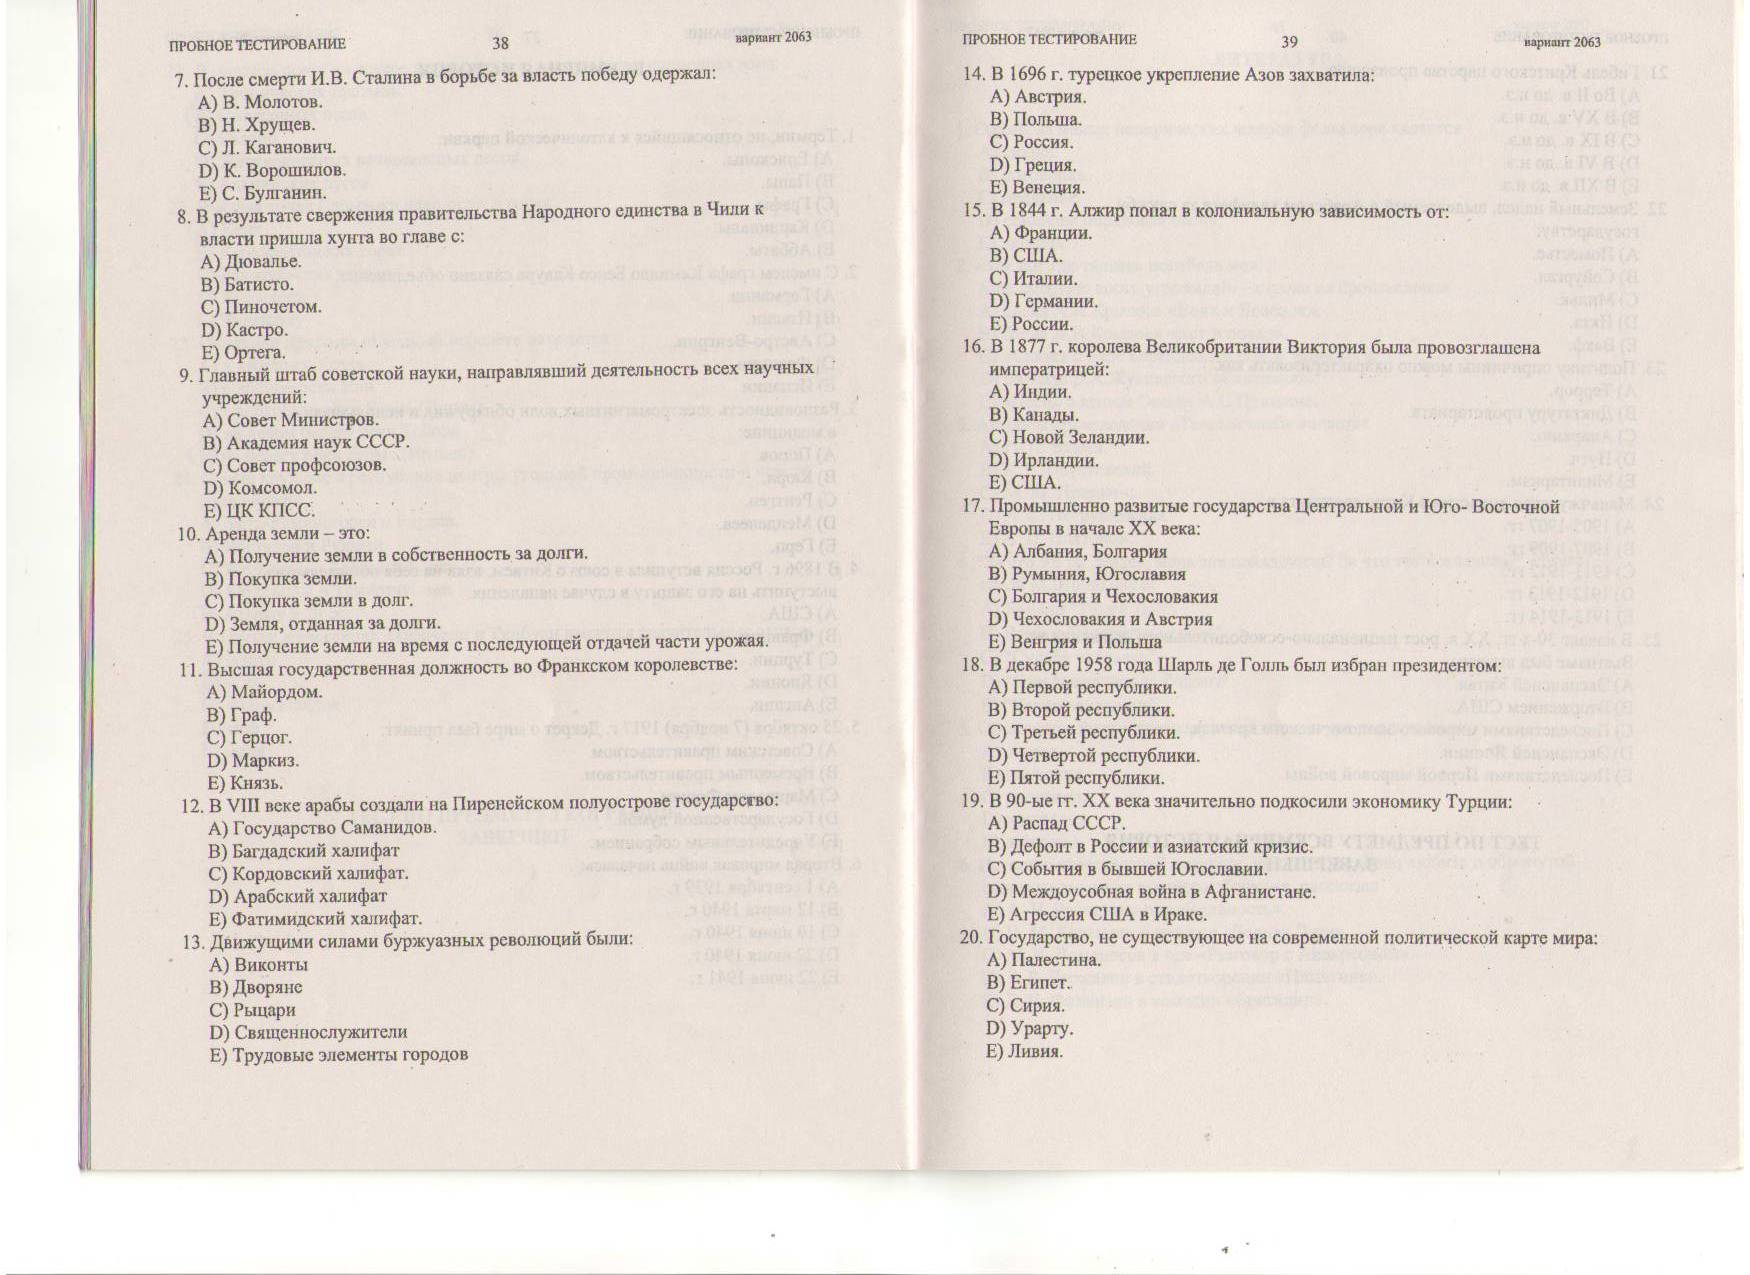 ПРОБНОЕ ТЕСТИРОВАНИЕ 38 вариант 2063
7. После смерти И.В. Сталина в борьбе за власть победу одержал:
A) В. Молотов.
B) Н. Хрущев.
C) Л. Каганович.
D) К. Ворошилов.
E) С. Булганин.
8. В результате свержения правительства Народного единства в Чили к
власти пришла хунта во главе с:
A) Дювалье.
B) Батисто.
C) Пиночетом.
D) Кастро.
E) Ортега.
9. Главный штаб советской науки, направлявший деятельность всех научных
учреждений:
A) Совет Министров.
B) Академия наук СССР.
C) Совет профсоюзов.
D) Комсомол.
E) ЦК КПСС.
10. Аренда земли – это:
A) Получение земли в собственность за долги.
B) Покупка земли.
C) Покупка земли в долг.
D) Земля, отданная за долги.
E) Получение земли на время с последующей отдачей части урожая.
11. Высшая государственная должность во Франкском королевстве:
A) Майордом.
B) Граф.
C) Герцог.
D) Маркиз.
E) Князь.
12. В VIII веке арабы создали на Пиренейском полуострове государство:
A) Государство Саманидов.
B) Багдадский халифат
C) Кордовский халифат.
D) Арабский халифат
E) Фатимидский халифат.
13. Движущими силами буржуазных революций были:
A) Виконты
B) Дворяне
C) Рыцари
D) Священнослужители
E) Трудовые элементы городов
ПРОБНОЕ ТЕСТИРОВАНИЕ 39 вариант 2063
14. В 1696 г. турецкое укрепление Азов захватила:
A) Австрия.
B) Польша.
C) Россия.
D) Греция.
E) Венеция.
15. В 1844 г. Алжир попал в колониальную зависимость от:
A) Франции.
B) США.
C) Италии.
D) Германии.
E) России.
16. В 1877 г. королева Великобритании Виктория была провозглашена
императрицей:
A) Индии.
B) Канады.
C) Новой Зеландии.
D) Ирландии.
E) США.
17. Промышленно развитые государства Центральной и Юго- Восточной
Европы в начале XX века:
A) Албания, Болгария
B) Румыния, Югославия
C) Болгария и Чехословакия
D) Чехословакия и Австрия
E) Венгрия и Польша
18. В декабре 1958 года Шарль де Голль был избран президентом:
A) Первой республики.
B) Второй республики.
C) Третьей республики.
D) Четвертой республики.
E) Пятой республики.
19. В 90-ые гг. XX века значительно подкосили экономику Турции:
A) Распад СССР.
B) Дефолт в России и азиатский кризис.
C) События в бывшей Югославии.
D) Междоусобная война в Афганистане.
E) Агрессия США в Ираке.
20. Государство, не существующее на современной политической карте мира:
A) Палестина.
B) Египет.
C) Сирия.
D) Урарту.
E) Ливия.